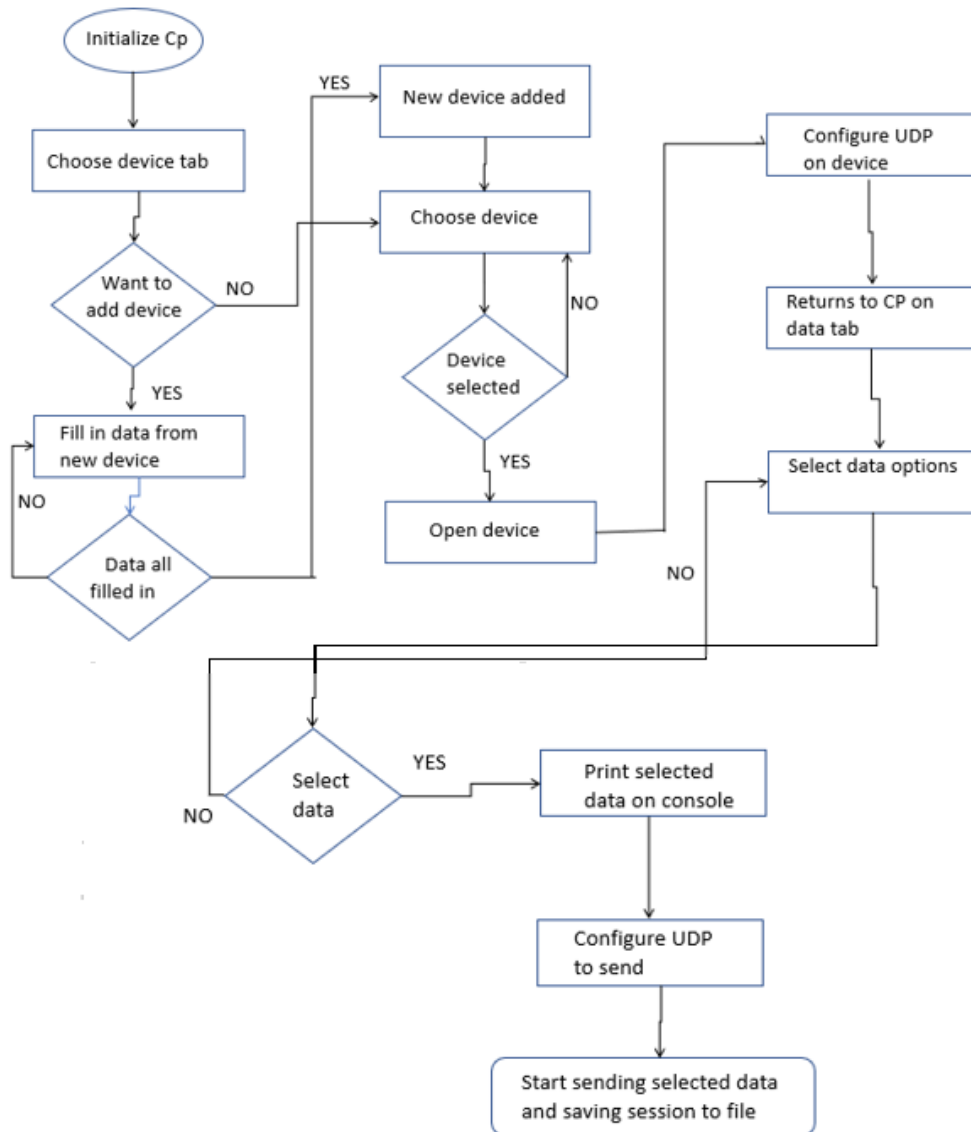 Initialize Cp
Choose device tab
Want to
add device
NO
YES
Fill in data from
new device
NO
Data all
filled in
YES
New device added
Choose device
NO
Device
selected
YES
Open device
Configure UDP
on device
Returns to CP on
data tab
Select data options
NO
Select
data
NO
YES
Print selected
data on console
Configure UDP
to send
Start sending selected data
and saving session to file